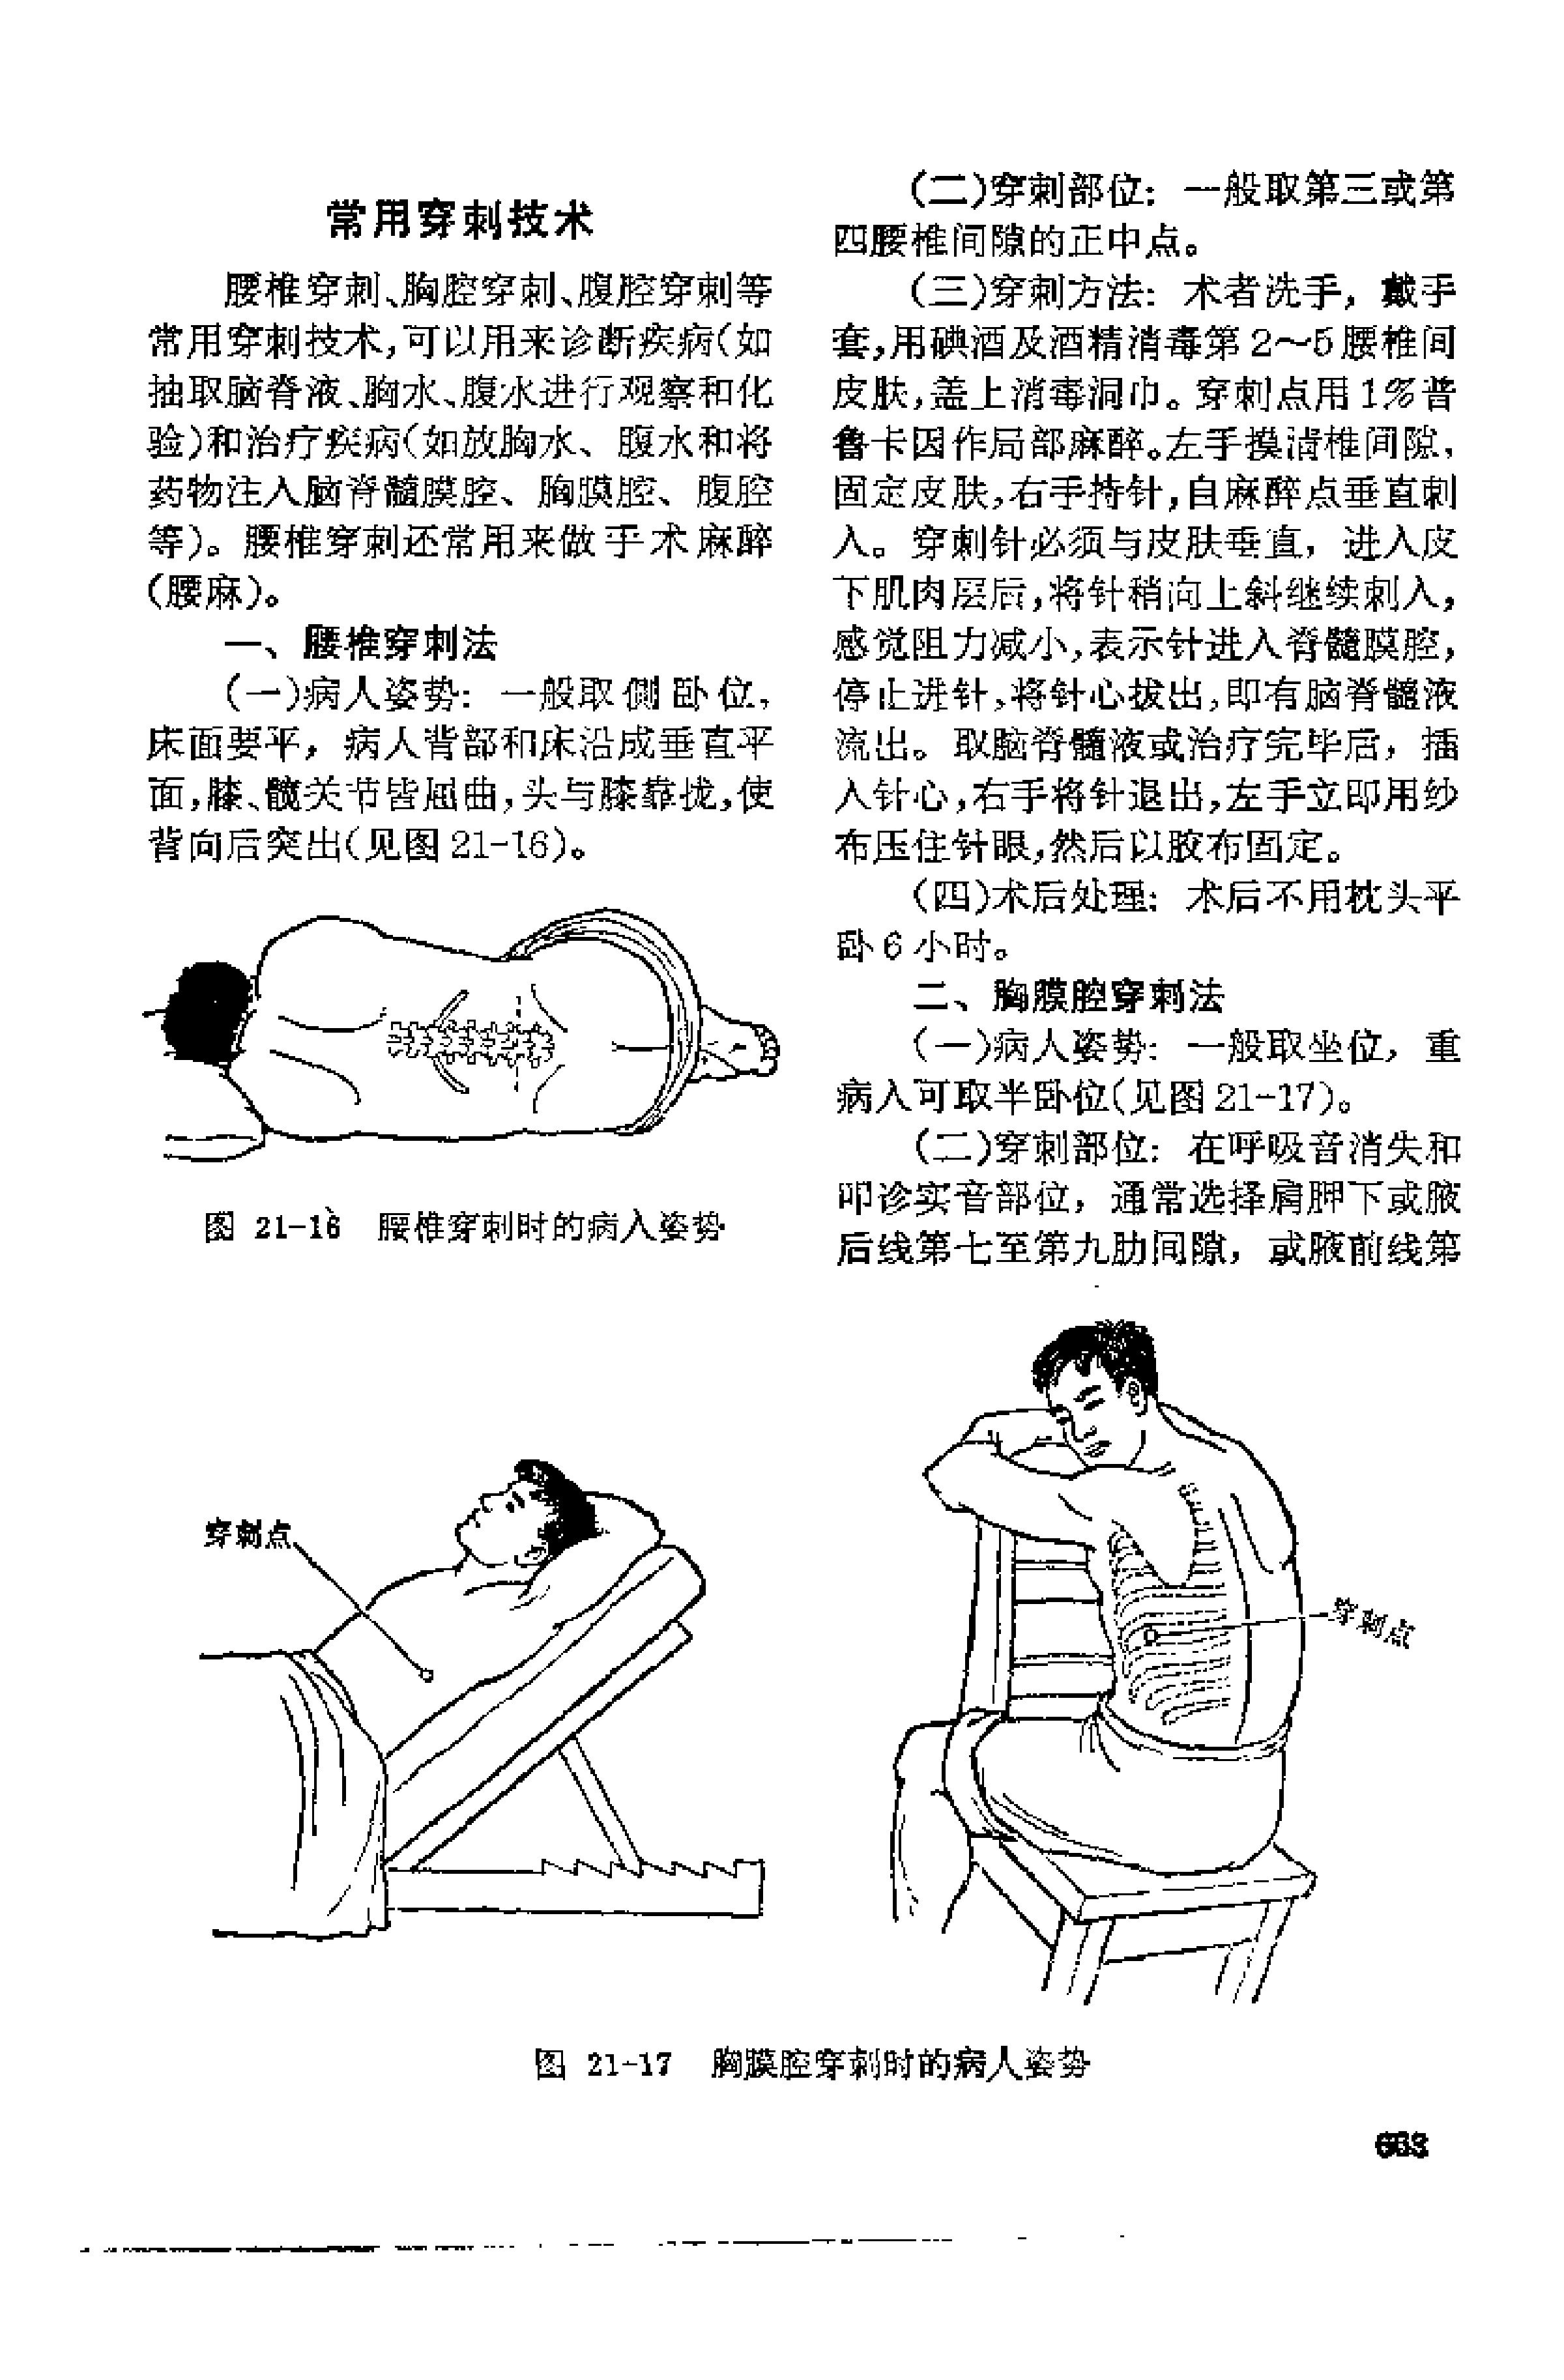 常用穿刺技术
腰椎穿刺、胸腔穿刺、腹腔穿刺等
常用穿刺技术,可以用来诊断疾病(如
抽取脑脊液、胸水、腹水进行观察和化
验)和治疗疾病(如放胸水、腹水和将
药物注入脑脊髓膜腔、胸膜腔、腹腔
等)。腰椎穿刺还常用来做手术麻醉
(腰麻)。
一、腰椎穿刺法
(一)病人姿势: 一般取侧卧位,
床面要平, 病人背部和床沿成垂直平
面,膝、髋关节皆屈曲,头与膝靠拢,使
背向后突出(见图21-16)。
图 21-16 腰椎穿刺时的病人姿势
(二)穿刺部位: 一般取第三或第
四腰椎间隙的正中点。
(三)穿刺方法: 术者洗手, 戴手
套,用碘酒及酒精消毒第2～5腰椎间
皮肤,盖上消毒洞巾。穿刺点用1%普
鲁卡因作局部麻醉。左手摸清椎间隙,
固定皮肤,右手持针,自麻醉点垂直刺
入。穿刺针必须与皮肤垂直, 进入皮
下肌肉层后,将针稍向上斜继续刺入,
感觉阻力减小,表示针进入脊髓膜腔,
停止进针,将针心拔出,即有脑脊髓液
流出。取脑脊髓液或治疗完毕后, 插
入针心,右手将针退出,左手立即用纱
布压住针眼,然后以胶布固定。
(四)术后处理: 术后不用枕头平
卧6小时。
二、胸膜腔穿刺法
(一)病人姿势: 一般取坐位, 重
病人可取半卧位(见图21-17)。
(二)穿刺部位: 在呼吸音消失和
叩诊实音部位, 通常选择肩胛下或腋
后线第七至第九肋间隙, 或腋前线第
穿刺点
穿刺点
图 21-17 胸膜腔穿刺时的病人姿势